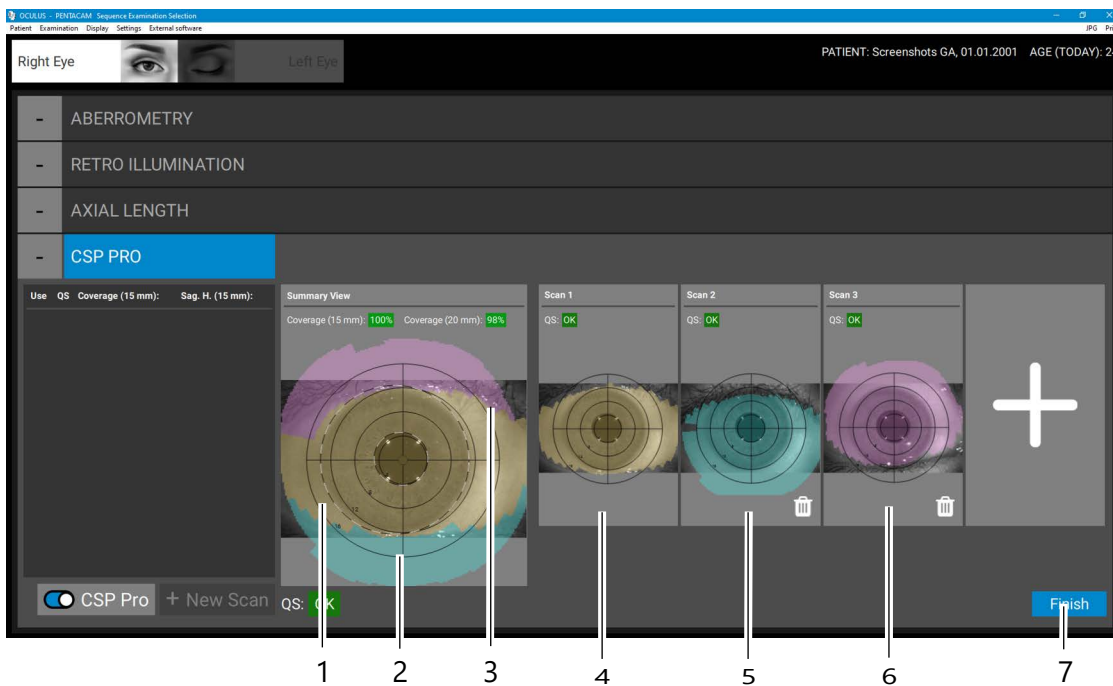 OCULUS - PENTACAM Sequence Examination Selection
Patient Examination Display Settings External software JPG
Right Eye Left Eye PATIENT: Screenshots GA, 01.01.2001 AGE (TODAY):
- ABERROMETRY
- RETRO ILLUMINATION
- AXIAL LENGTH
- CSP PRO
Use QS Coverage (15 mm): Sag. H. (15 mm): Summary View Scan 1 Scan 2 Scan 3
Coverage (15 mm): 100% Coverage (20 mm): 98% QS: OK QS: OK QS: OK
8
12
16
CSP Pro + New Scan QS: OK Finish
1 2 3 4 5 6 7